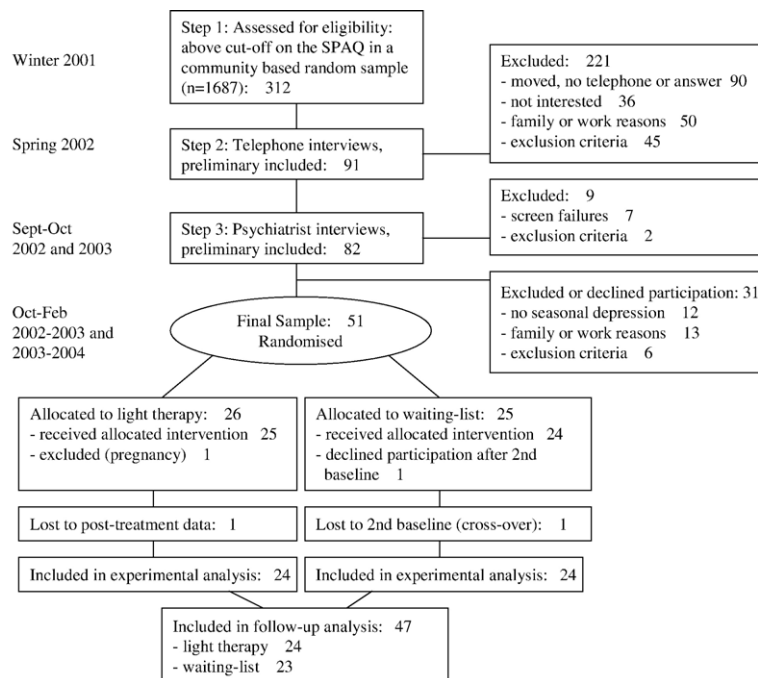 Winter 2001
Step 1: Assessed for eligibility:
above cut-off on the SPAQ in a
community based random sample
(n=1687): 312
Excluded: 221
- moved, no telephone or answer 90
- not interested 36
- family or work reasons 50
- exclusion criteria 45
Spring 2002
Step 2: Telephone interviews,
preliminary included: 91
Excluded: 9
- screen failures 7
- exclusion criteria 2
Sept-Oct
2002 and 2003
Step 3: Psychiatrist interviews,
preliminary included: 82
Excluded or declined participation: 31
- no seasonal depression 12
- family or work reasons 13
- exclusion criteria 6
Oct-Feb
2002-2003 and
2003-2004
Final Sample: 51
Randomised
Allocated to light therapy: 26
- received allocated intervention 25
- excluded (pregnancy) 1
Allocated to waiting-list: 25
- received allocated intervention 24
- declined participation after 2nd
baseline 1
Lost to post-treatment data: 1
Lost to 2nd baseline (cross-over): 1
Included in experimental analysis: 24
Included in experimental analysis: 24
Included in follow-up analysis: 47
- light therapy 24
- waiting-list 23